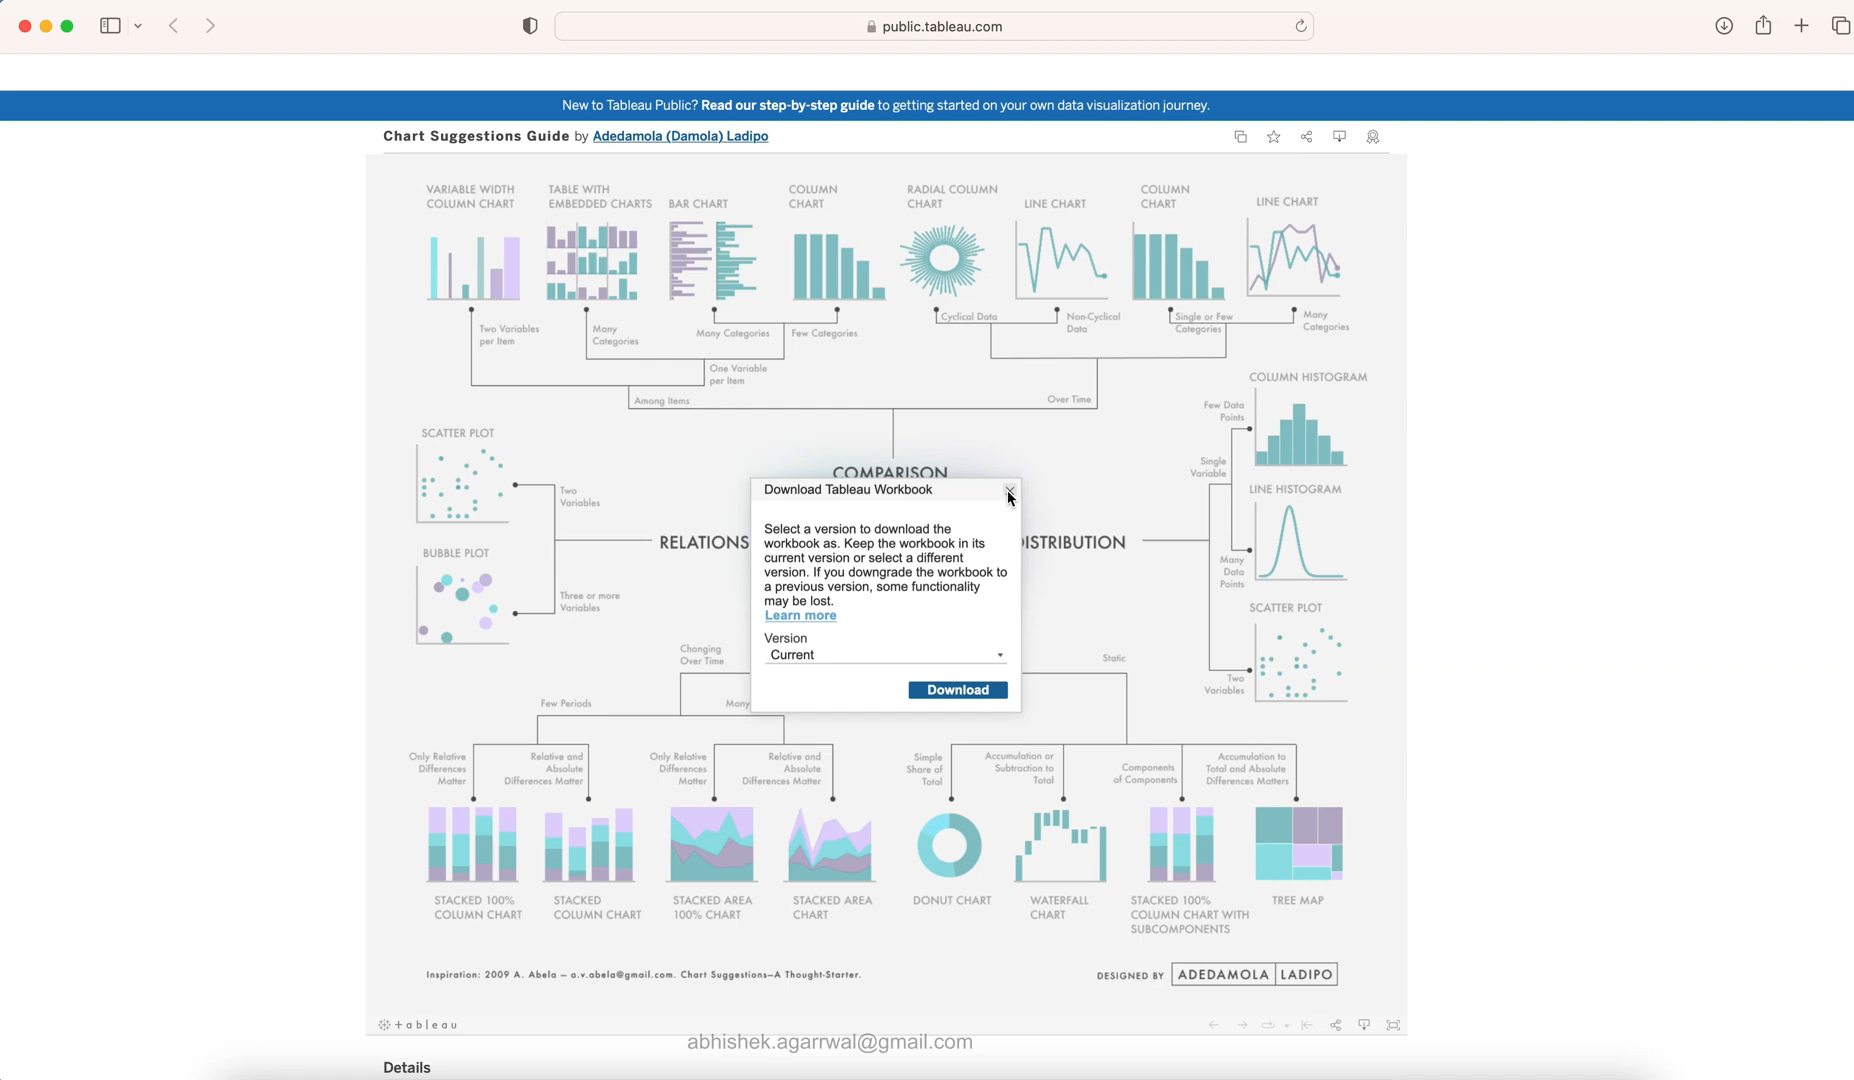 public.tableau.com
New to Tableau Public? Read our step-by-step guide to getting started on your own data visualization journey.
Chart Suggestions Guide by Adedamola (Damola) Ladipo
VARIABLE WIDTH
COLUMN CHART
TABLE WITH
EMBEDDED CHARTS
BAR CHART
COLUMN
CHART
RADIAL COLUMN
CHART
LINE CHART
COLUMN
CHART
LINE CHART
Two Variables
per Item
Many
Categories
Many Categories
Few Categories
Cyclical Data
Non-Cyclical
Data
Single or Few
Categories
Many
Categories
One Variable
per Item
Among Items
Over Time
COLUMN HISTOGRAM
Few Data
Points
SCATTER PLOT
Two
Variables
COMPARISON
Single
Variable
LINE HISTOGRAM
RELATIONS
DISTRIBUTION
BUBBLE PLOT
Three or more
Variables
Many
Data
Points
SCATTER PLOT
Two
Variables
Download Tableau Workbook
Select a version to download the
workbook as. Keep the workbook in its
current version or select a different
version. If you downgrade the workbook to
a previous version, some functionality
may be lost.
Learn more
Version
Current
Download
Changing
Over Time
Static
Few Periods
Many
Only Relative
Differences
Matter
Relative and
Absolute
Differences Matter
Only Relative
Differences
Matter
Relative and
Absolute
Differences Matter
Simple
Share of
Total
Accumulation or
Subtraction to
Total
Components
of Components
Accumulation to
Total and Absolute
Differences Matters
STACKED 100%
COLUMN CHART
STACKED
COLUMN CHART
STACKED AREA
100% CHART
STACKED AREA
CHART
DONUT CHART
WATERFALL
CHART
STACKED 100%
COLUMN CHART WITH
SUBCOMPONENTS
TREE MAP
Inspiration: 2009 A. Abela – a.v.abela@gmail.com. Chart Suggestions—A Thought-Starter.
DESIGNED BY ADEDAMOLA LADIPO
+ a b l e a u
abhishek.agarrwal@gmail.com
Details